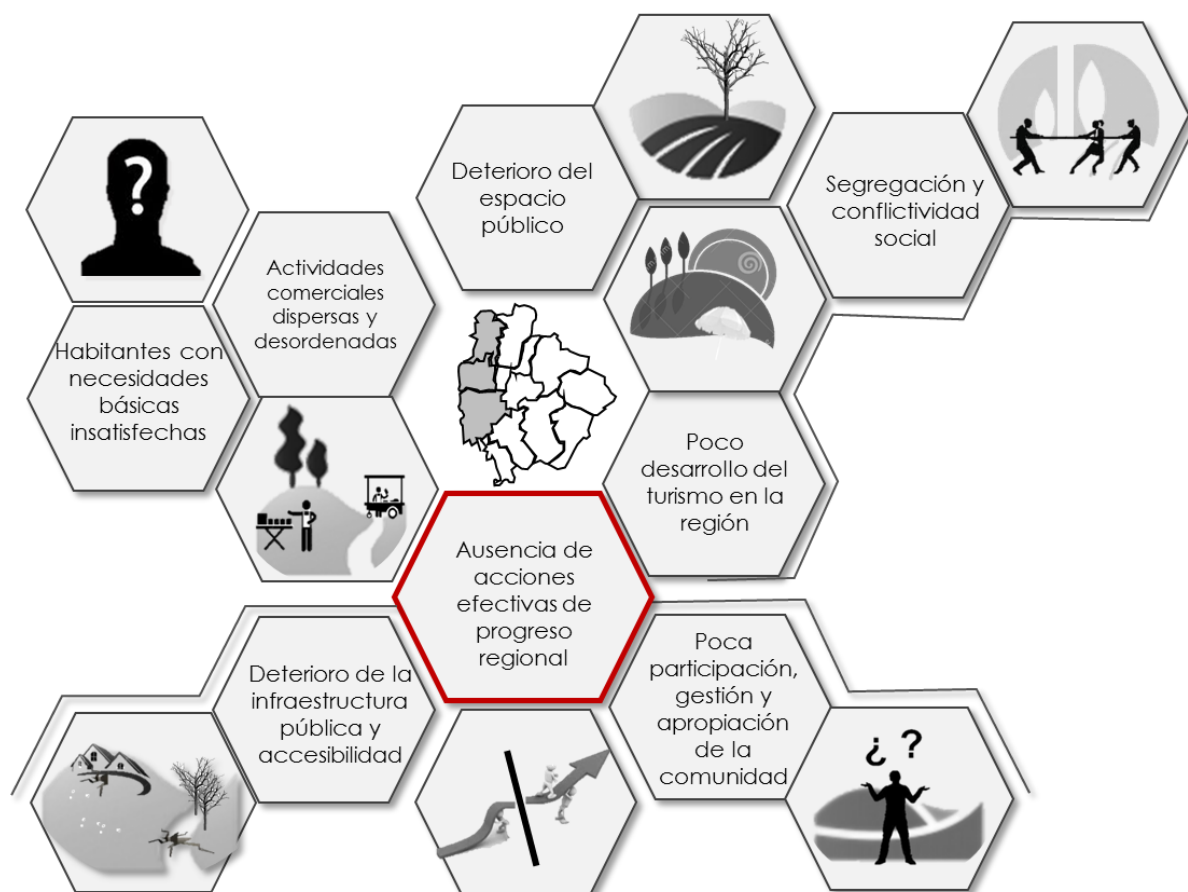 ?
Deterioro del
espacio
público
Segregación y
conflictividad
social
Actividades
comerciales
dispersas y
desordenadas
Habitantes con
necesidades
básicas
insatisfechas
Poco
desarrollo del
turismo en la
región
Ausencia de
acciones
efectivas de
progreso
regional
Deterioro de la
infraestructura
pública y
accesibilidad
Poca
participación,
gestión y
apropiación
de la
comunidad
¿ ?